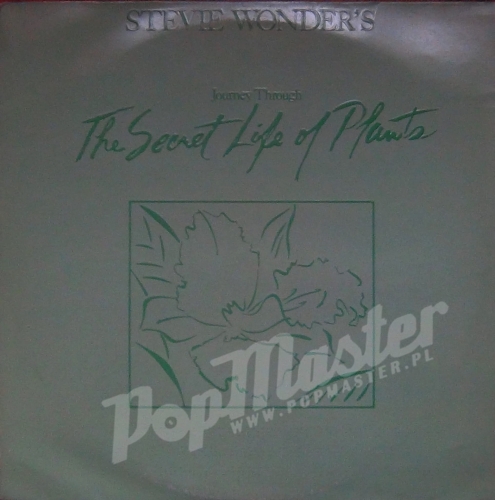 STEVIE WONDER'S
Journey Through
The Secret Life of Plants
PopMaster
WWW.POPMASTER.PL